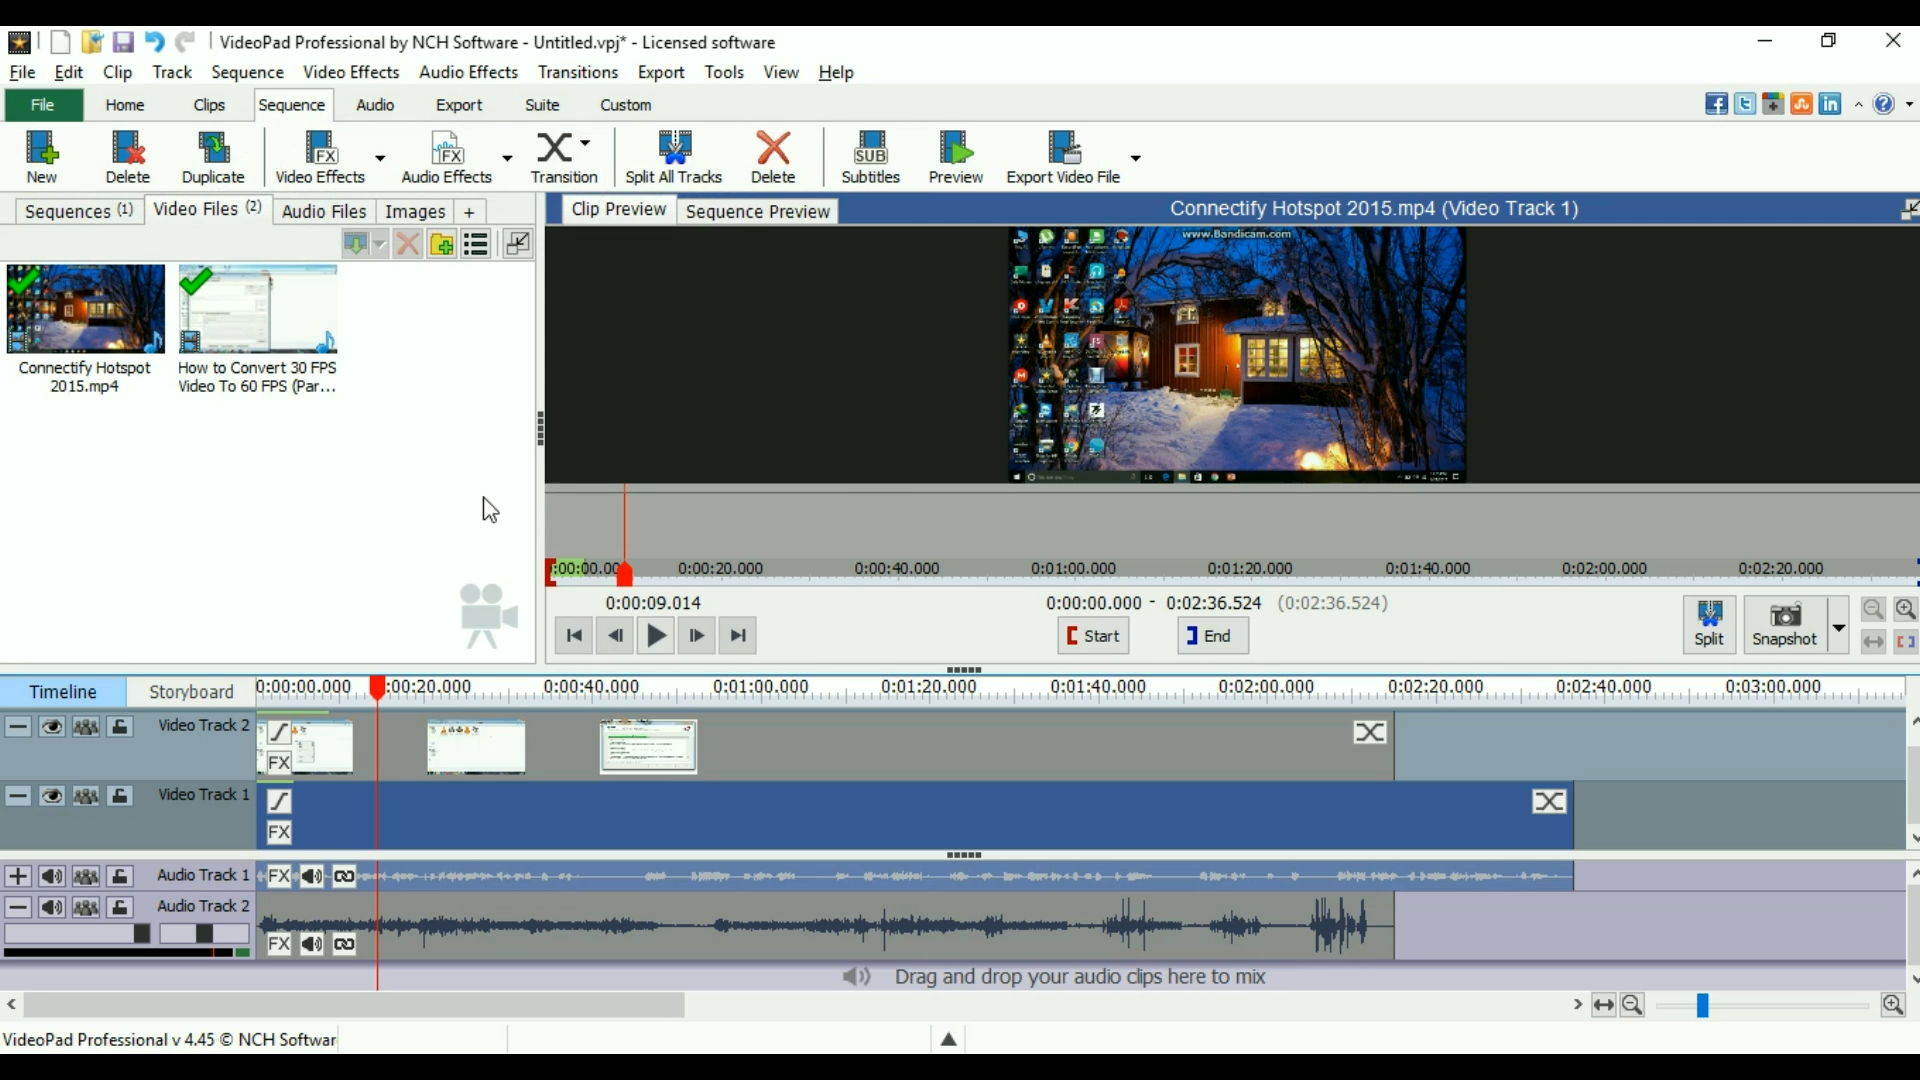 VideoPad Professional by NCH Software - Untitled.vpj* - Licensed software
File Edit Clip Track Sequence Video Effects Audio Effects Transitions Export Tools View Help
File Home Clips Sequence Audio Export Suite Custom
New Delete Duplicate Video Effects Audio Effects Transition Split All Tracks Delete Subtitles Preview Export Video File
Sequences (1) Video Files (2) Audio Files Images +
Clip Preview Sequence Preview Connectify Hotspot 2015.mp4 (Video Track 1)
www.Bandicam.com
Connectify Hotspot 2015.mp4
How to Convert 30 FPS Video To 60 FPS (Par...
:00:00.00 0:00:20.000 0:00:40.000 0:01:00.000 0:01:20.000 0:01:40.000 0:02:00.000 0:02:20.000
0:00:09.014 0:00:00.000 - 0:02:36.524 (0:02:36.524)
Start End Split Snapshot
Timeline Storyboard 0:00:00.000 :00:20.000 0:00:40.000 0:01:00.000 0:01:20.000 0:01:40.000 0:02:00.000 0:02:20.000 0:02:40.000 0:03:00.000
Video Track 2
FX
Video Track 1
FX
Audio Track 1 FX
Audio Track 2
FX
Drag and drop your audio clips here to mix
VideoPad Professional v 4.45 © NCH Softwar